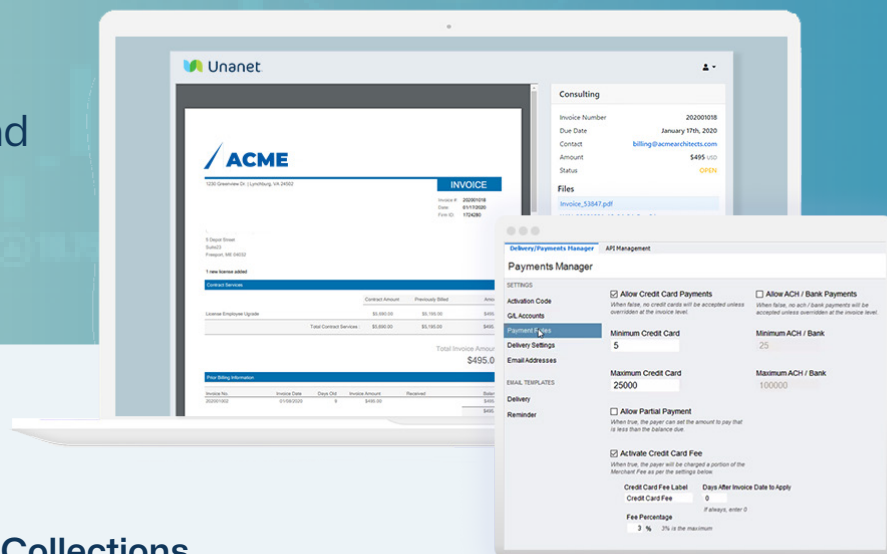 Unanet
ACME
1200 Greenview Dr. | Lynchburg, VA 24502
INVOICE
Invoice # 202001018
Date: 01/17/2020
Firm ID: 1724280
5 Depot Street
Suite23
Freeport, ME 04032
1 new license added
Contract Services
Contract Amount Previously Billed
License Employee Ugrade $5,690.00 $5,195.00
Total Contract Services: $5,690.00 $5,195.00
Total Invoice Amou
$495.0
Prior Billing Information
Invoice No. Invoice Date Days Old Invoice Amount Received
202001002 01/08/2020 8 $495.00
Consulting
Invoice Number 202001018
Due Date January 17th, 2020
Contact billing@acmearchitects.com
Amount $495 USD
Status OPEN
Files
Invoice_53847.pdf
Delivery/Payments Manager API Management
Payments Manager
SETTINGS
Activation Code
G/L Accounts
Payment Rules
Delivery Settings
Email Addresses
EMAIL TEMPLATES
Delivery
Reminder
Allow Credit Card Payments
When false, no credit cards will be accepted unless
overridden at the invoice level.
Minimum Credit Card
5
Maximum Credit Card
25000
Allow ACH / Bank Payments
When false, no ach / bank payments will be
accepted unless overridden at the invoice level.
Minimum ACH / Bank
25
Maximum ACH / Bank
100000
Allow Partial Payment
When true, the payer can set the amount to pay that
is less than the balance due.
Activate Credit Card Fee
When true, the payer will be charged a portion of the
Merchant Fee as per the settings below.
Credit Card Fee Label Days After Invoice Date to Apply
Credit Card Fee 0
If always, enter 0
Fee Percentage
3 % 3% is the maximum
Collections